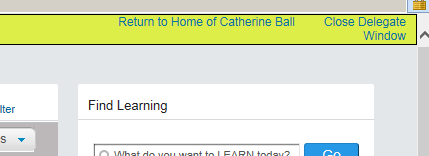 Return to Home of Catherine Ball Close Delegate
Window
Find Learning
lter
s
What do you want to LEARN today? Go